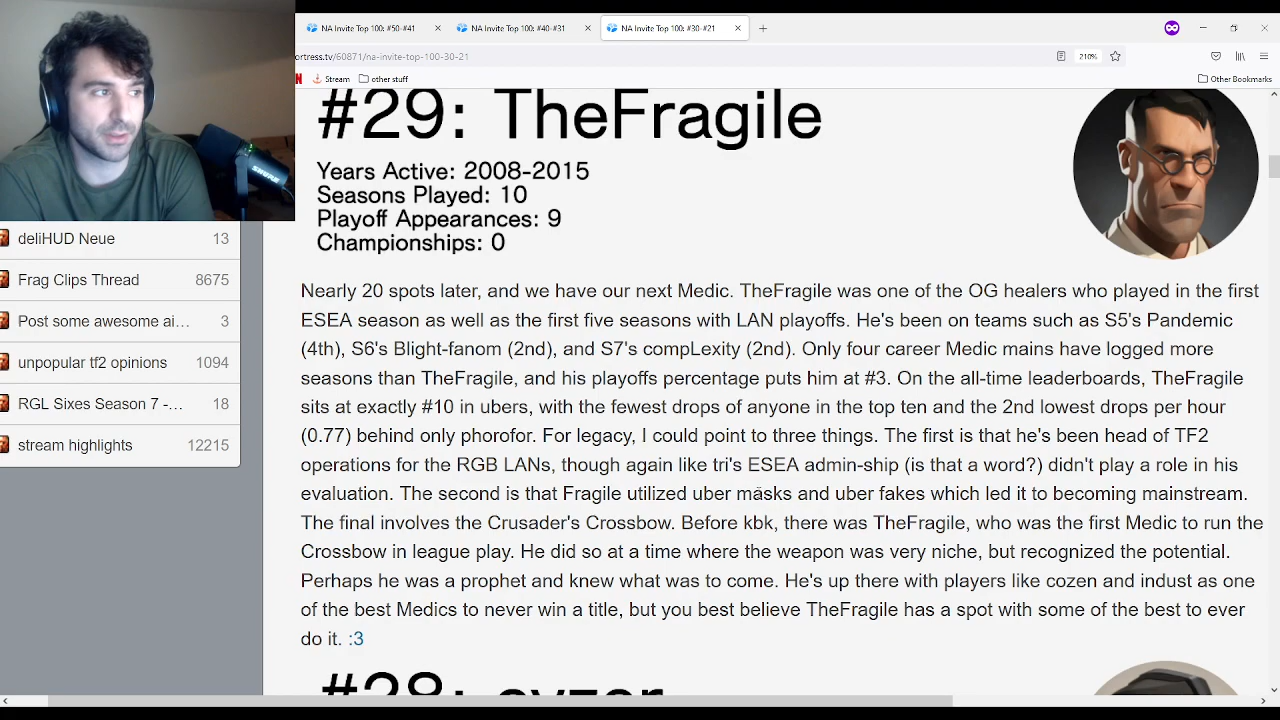 NA Invite Top 100: #50-#41
NA Invite Top 100: #40-#31
NA Invite Top 100: #30-#21
ortress.tv/60871/na-invite-top-100-30-21
210%
Stream
other stuff
Other Bookmarks
#29: TheFragile
Years Active: 2008-2015
Seasons Played: 10
Playoff Appearances: 9
Championships: 0
SHURE
deliHUD Neue 13
Frag Clips Thread 8675
Post some awesome ai... 3
unpopular tf2 opinions 1094
RGL Sixes Season 7 -... 18
stream highlights 12215
Nearly 20 spots later, and we have our next Medic. TheFragile was one of the OG healers who played in the first
ESEA season as well as the first five seasons with LAN playoffs. He's been on teams such as S5's Pandemic
(4th), S6's Blight-fanom (2nd), and S7's compLexity (2nd). Only four career Medic mains have logged more
seasons than TheFragile, and his playoffs percentage puts him at #3. On the all-time leaderboards, TheFragile
sits at exactly #10 in ubers, with the fewest drops of anyone in the top ten and the 2nd lowest drops per hour
(0.77) behind only phorofor. For legacy, I could point to three things. The first is that he's been head of TF2
operations for the RGB LANs, though again like tri's ESEA admin-ship (is that a word?) didn't play a role in his
evaluation. The second is that Fragile utilized uber masks and uber fakes which led it to becoming mainstream.
The final involves the Crusader's Crossbow. Before kbk, there was TheFragile, who was the first Medic to run the
Crossbow in league play. He did so at a time where the weapon was very niche, but recognized the potential.
Perhaps he was a prophet and knew what was to come. He's up there with players like cozen and indust as one
of the best Medics to never win a title, but you best believe TheFragile has a spot with some of the best to ever
do it. :3
#28: